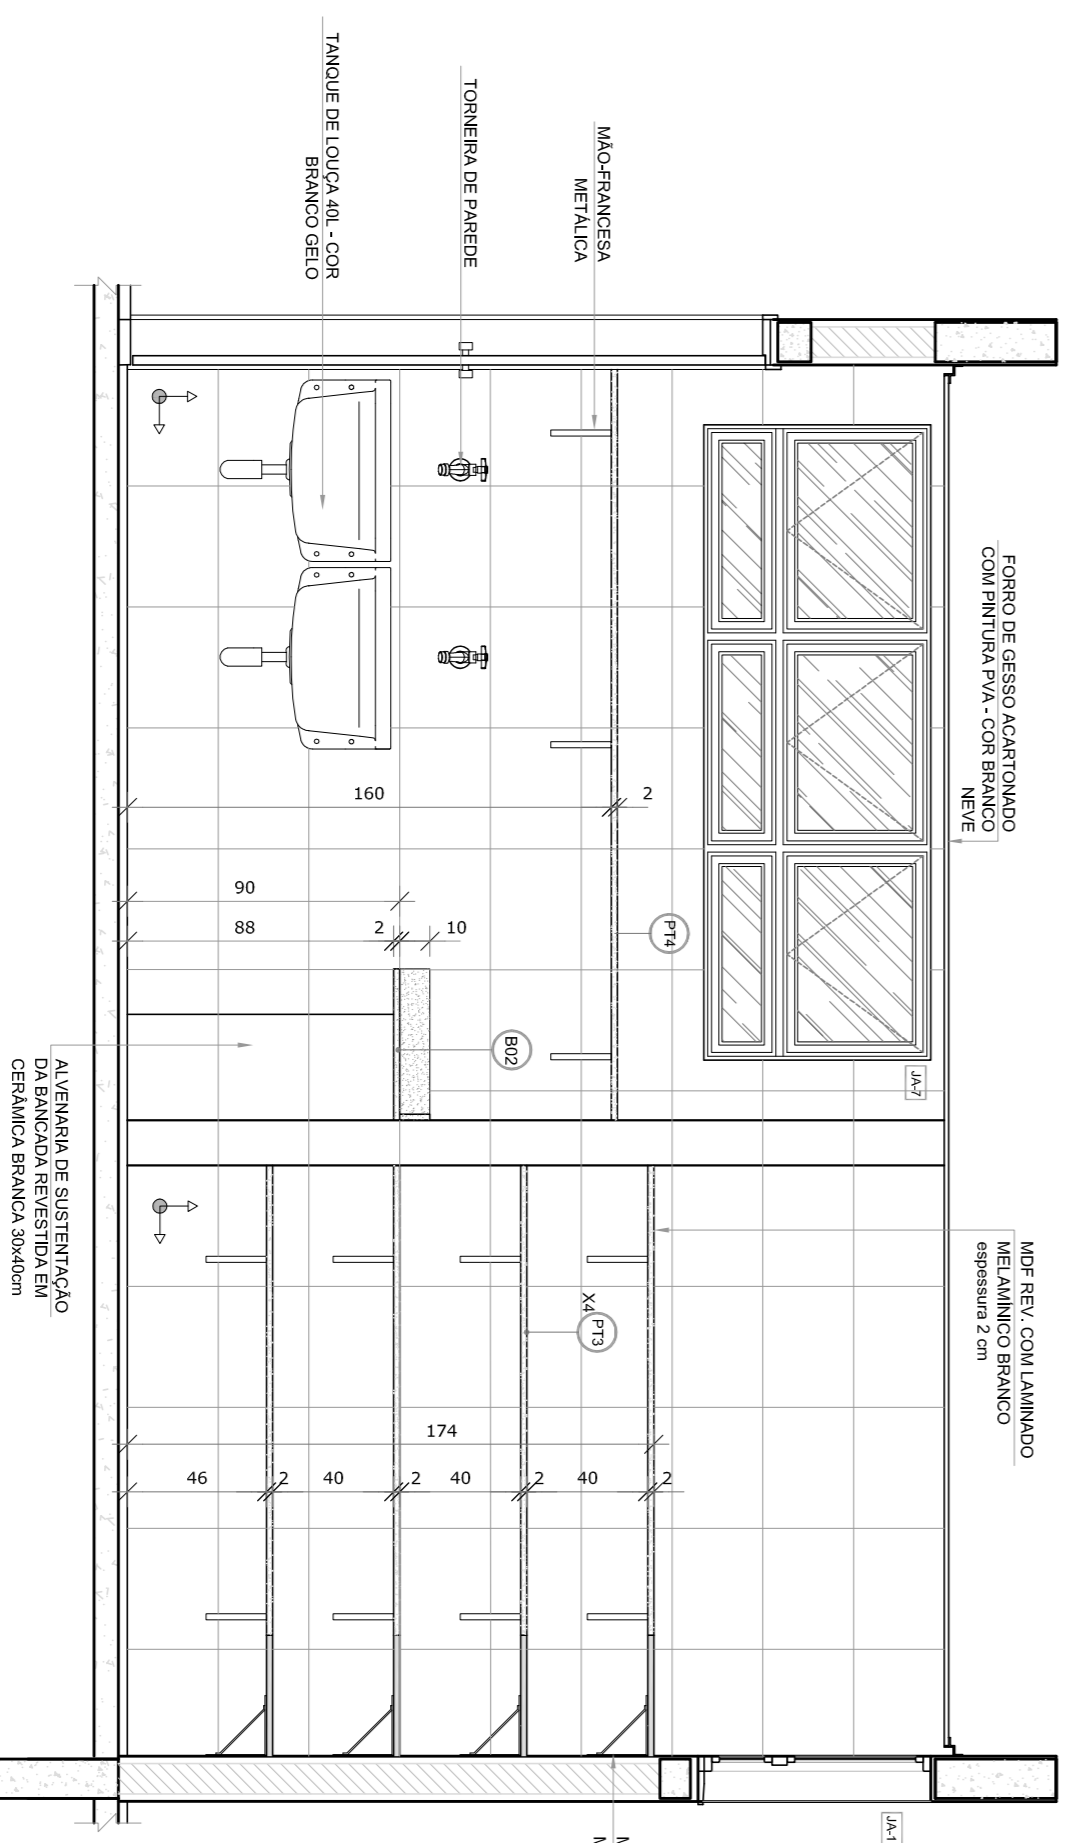 TANQUE DE LOUÇA 40L - COR
BRANCO GELO
TORNEIRA DE PAREDE
MÃO-FRANCESA
METÁLICA
FORRO DE GESSO ACARTONADO
COM PINTURA PVA - COR BRANCO
NEVE
160
2
90
88
2
10
PT4
B02
JA-7
ALVENARIA DE SUSTENTAÇÃO
DA BANCADA REVESTIDA EM
CERÂMICA BRANCA 30x40cm
MDF REV. COM LAMINADO
MELAMÍNICO BRANCO
espessura 2 cm
PT3
X4
174
46
2
40
2
40
2
40
2
JA-1